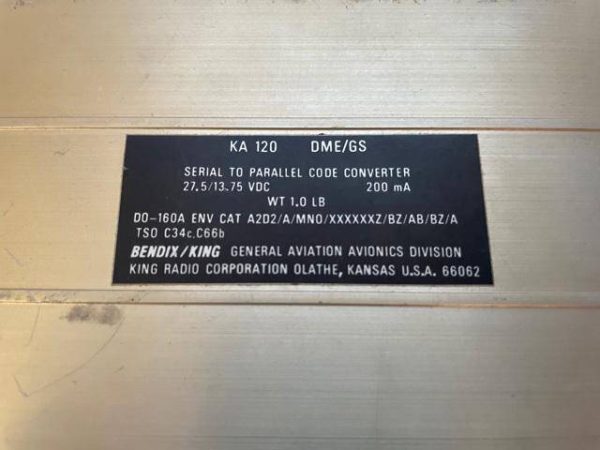 KA 120 DME/GS
SERIAL TO PARALLEL CODE CONVERTER
27.5/13.75 VDC 200 mA
WT 1.0 LB
DO-160A ENV CAT A2D2/A/MNO/XXXXXXZ/BZ/AB/BZ/A
TSO C34c,C66b
BENDIX/KING GENERAL AVIATION AVIONICS DIVISION
KING RADIO CORPORATION OLATHE, KANSAS U.S.A. 66062